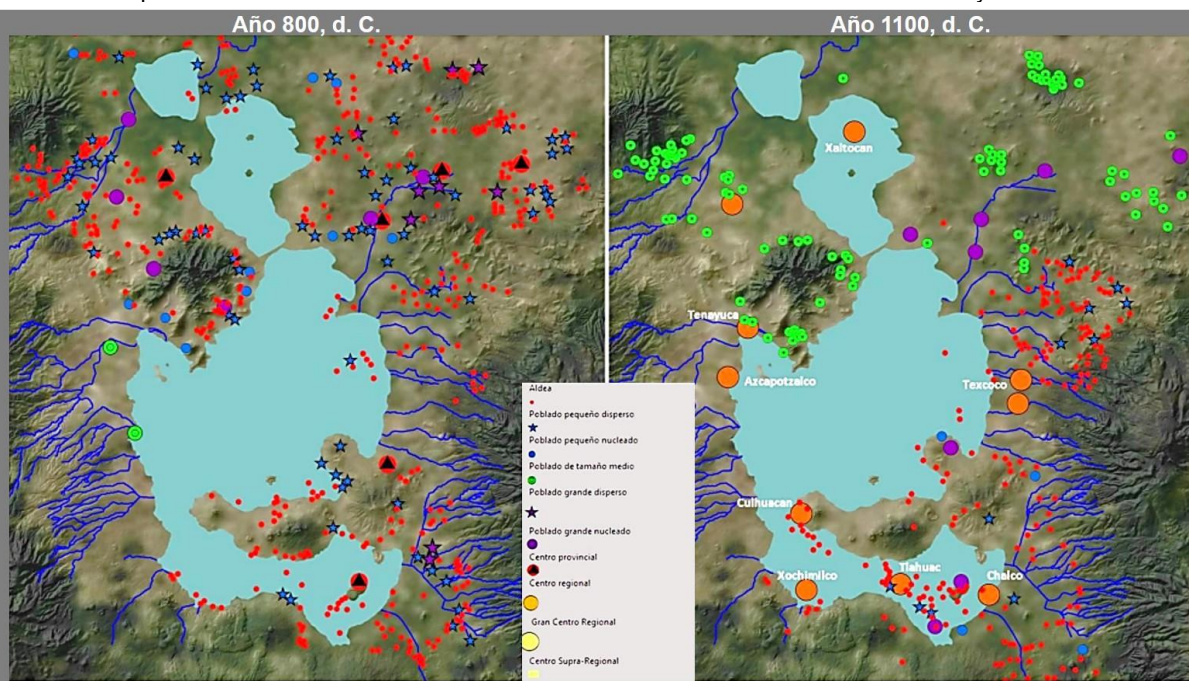 Año 800, d. C.
Año 1100, d. C.
Xaltocan
Tenayuca
Azcapotzalco
Texcoco
Culhuacan
Xochimilco
Tlahuac
Chalco
Aldea
Poblado pequeño disperso
Poblado pequeño nucleado
Poblado de tamaño medio
Poblado grande disperso
Poblado grande nucleado
Centro provincial
Centro regional
Gran Centro Regional
Centro Supra-Regional